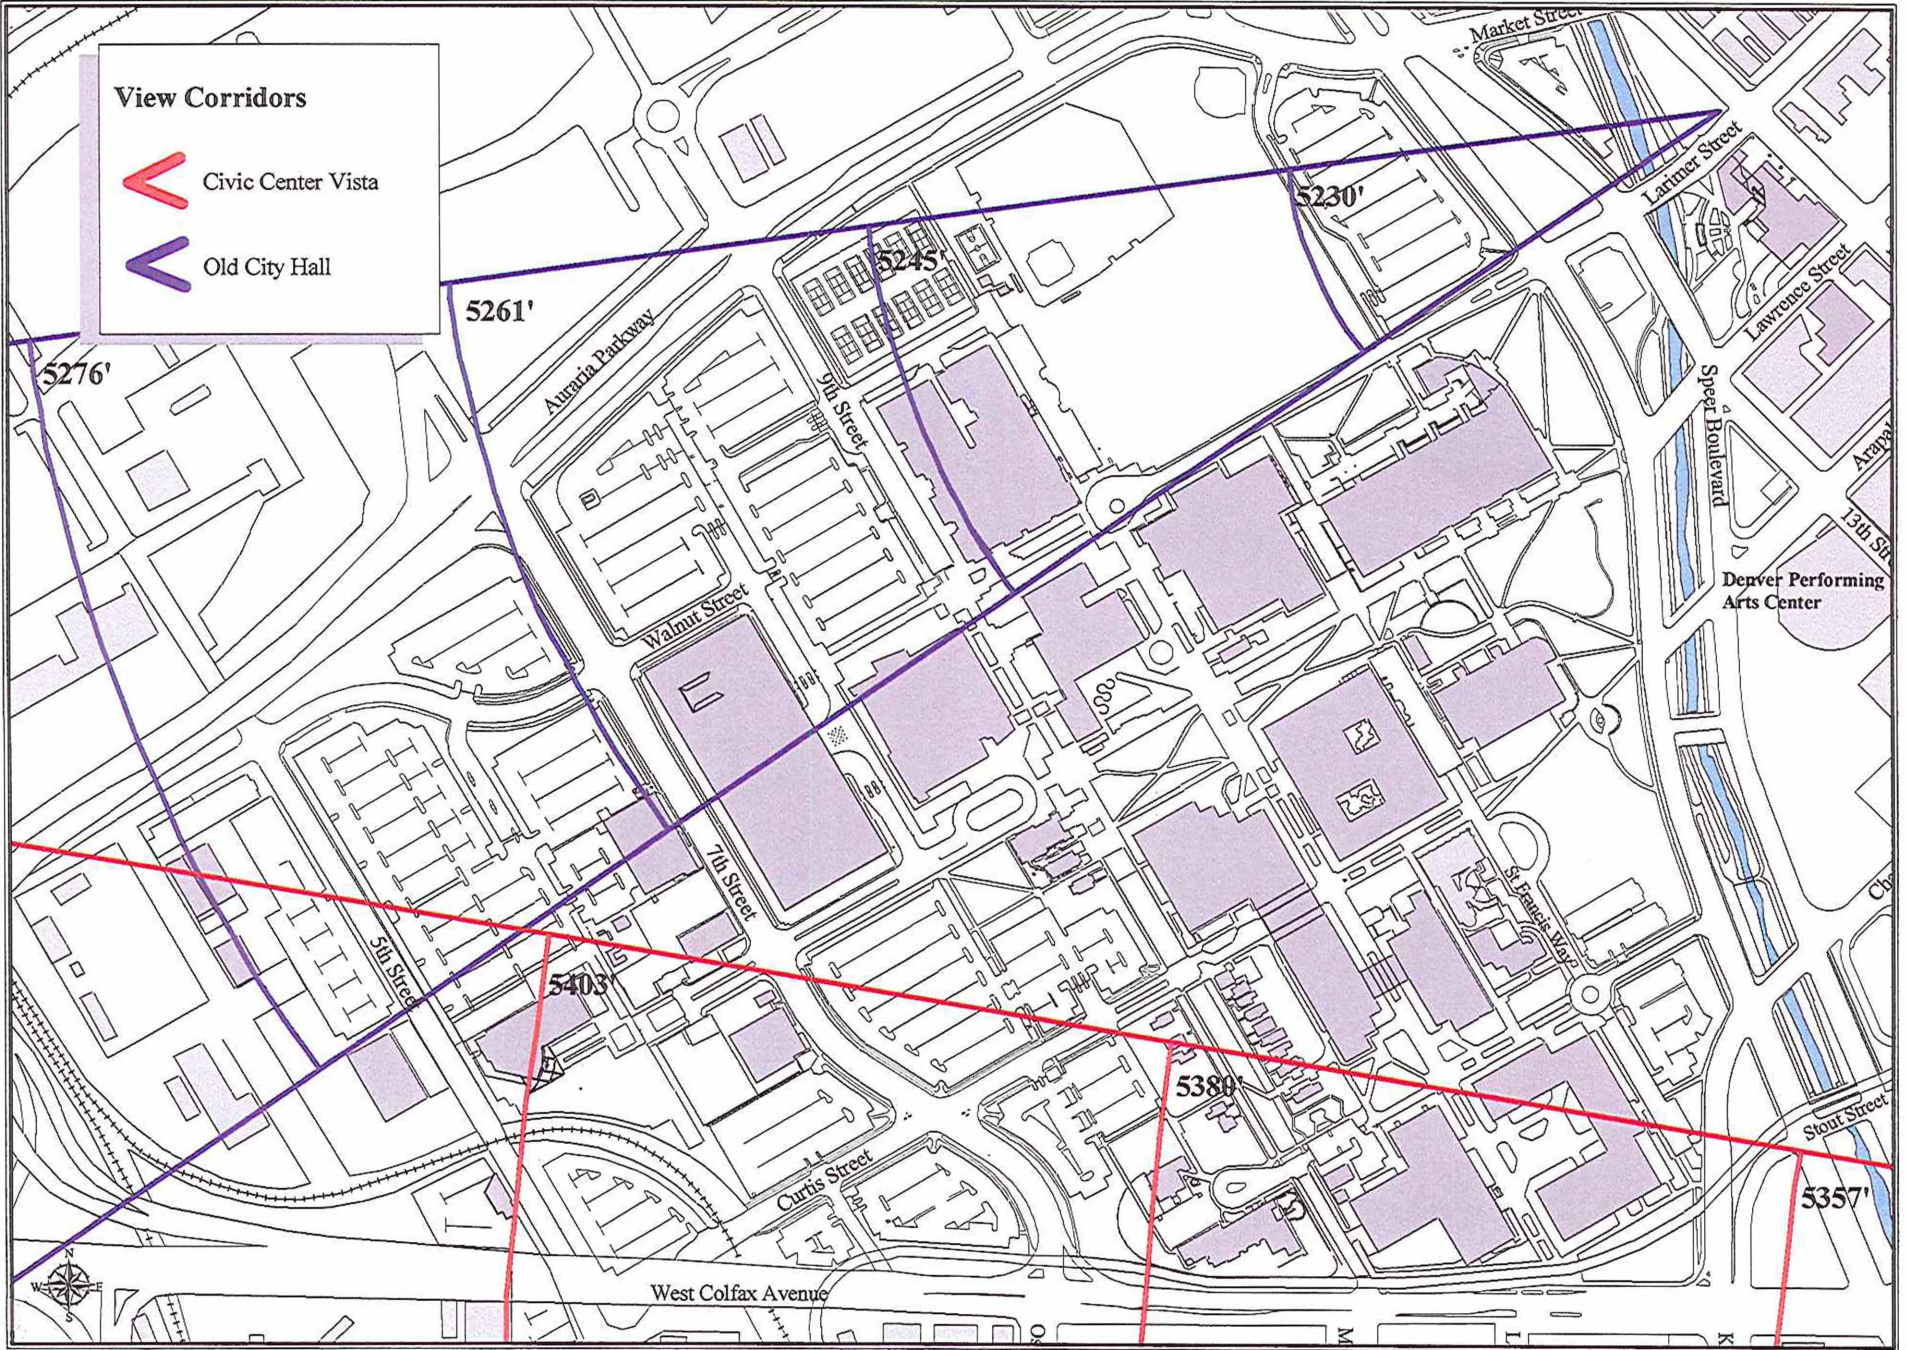 Market Street
View Corridors
Civic Center Vista
Old City Hall
Larimer Street
5230'
5245'
Lawrence Street
5261'
Auraria Parkway
5276'
9th Street
Speer Boulevard
13th St
Denver Performing
Arts Center
Walnut Street
7th Street
St Francis Way
5th Street
5403'
5380'
Stout Street
Curtis Street
5357'
N
W E
S
West Colfax Avenue
M
L
K